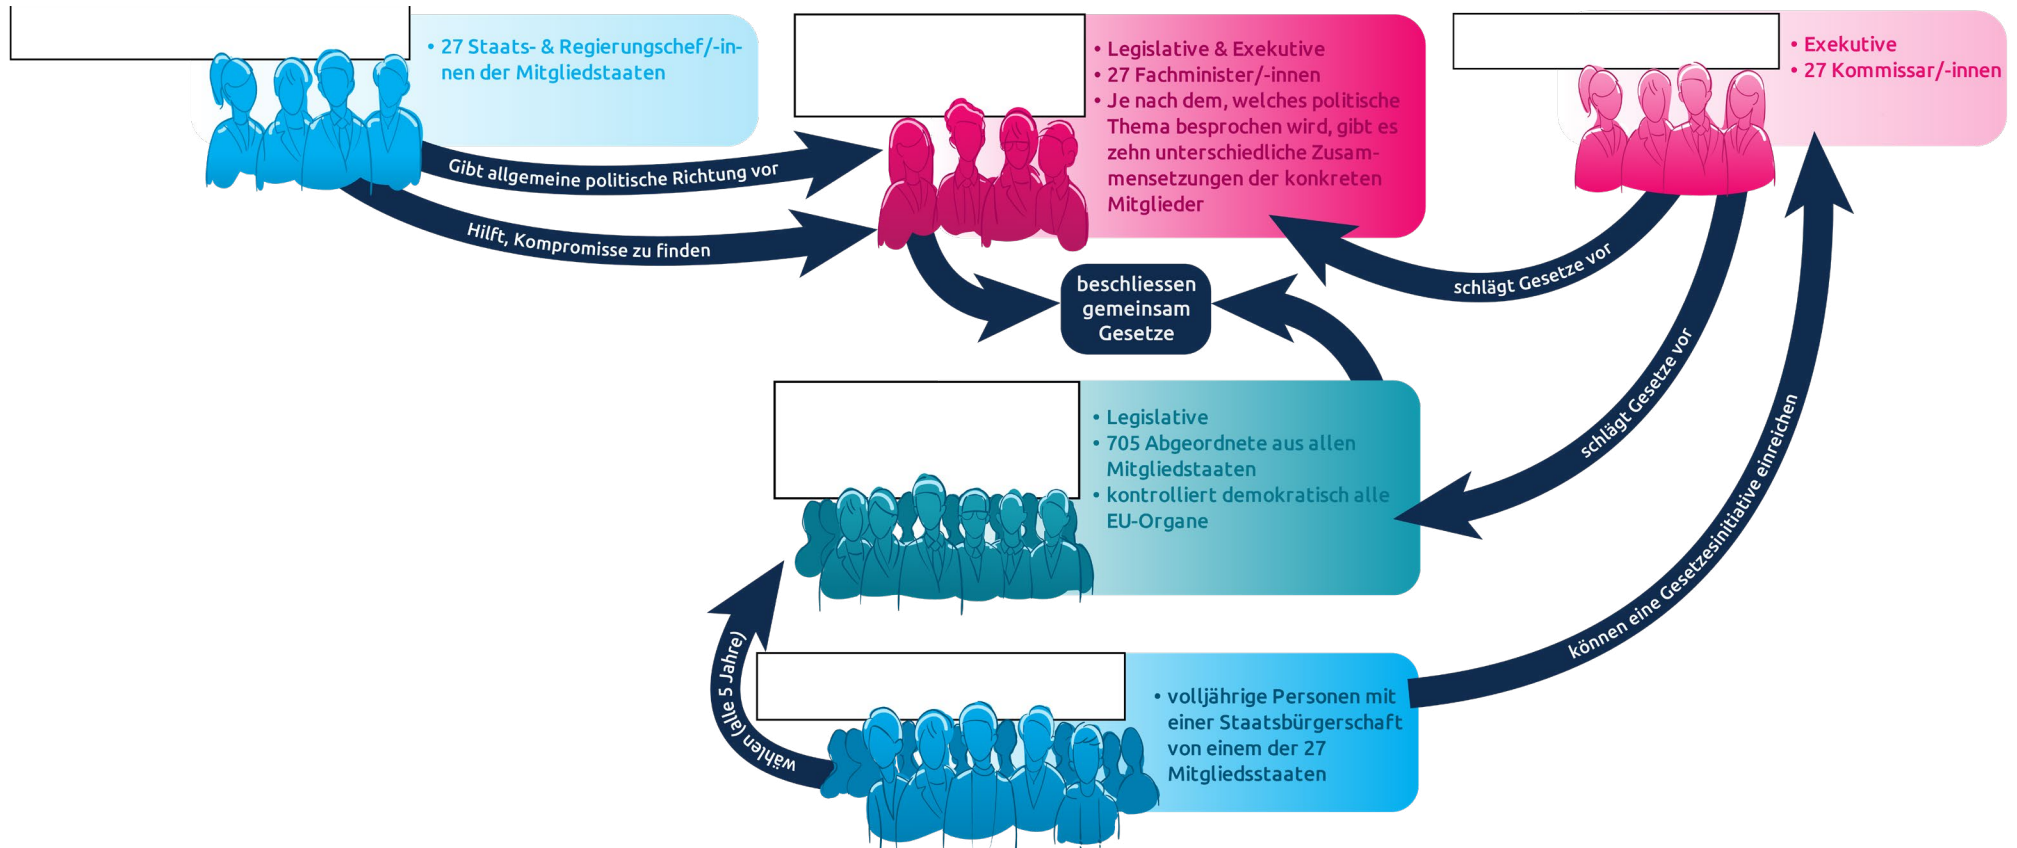 • 27 Staats- & Regierungschef/-in-
nen der Mitgliedstaaten
• Legislative & Exekutive
• 27 Fachminister/-innen
• Je nach dem, welches politische
Thema besprochen wird, gibt es
zehn unterschiedliche Zusam-
mensetzungen der konkreten
Mitglieder
• Exekutive
• 27 Kommissar/-innen
Gibt allgemeine politische Richtung vor
Hilft, Kompromisse zu finden
schlägt Gesetze vor
beschliessen
gemeinsam
Gesetze
schlägt Gesetze vor
• Legislative
• 705 Abgeordnete aus allen
Mitgliedstaaten
• kontrolliert demokratisch alle
EU-Organe
können eine Gesetzesinitiative einreichen
wählen (alle 5 Jahre)
• volljährige Personen mit
einer Staatsbürgerschaft
von einem der 27
Mitgliedsstaaten